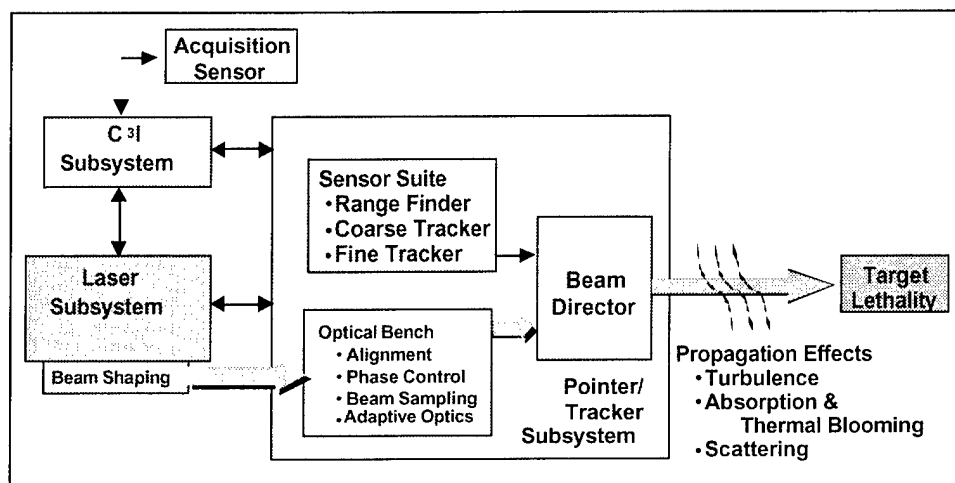 Acquisition
Sensor
C³I
Subsystem
Sensor Suite
•Range Finder
•Coarse Tracker
•Fine Tracker
Laser
Subsystem
Beam Shaping
Optical Bench
•Alignment
•Phase Control
•Beam Sampling
•Adaptive Optics
Beam
Director
Pointer/
Tracker
Subsystem
Target
Lethality
Propagation Effects
•Turbulence
•Absorption &
Thermal Blooming
•Scattering